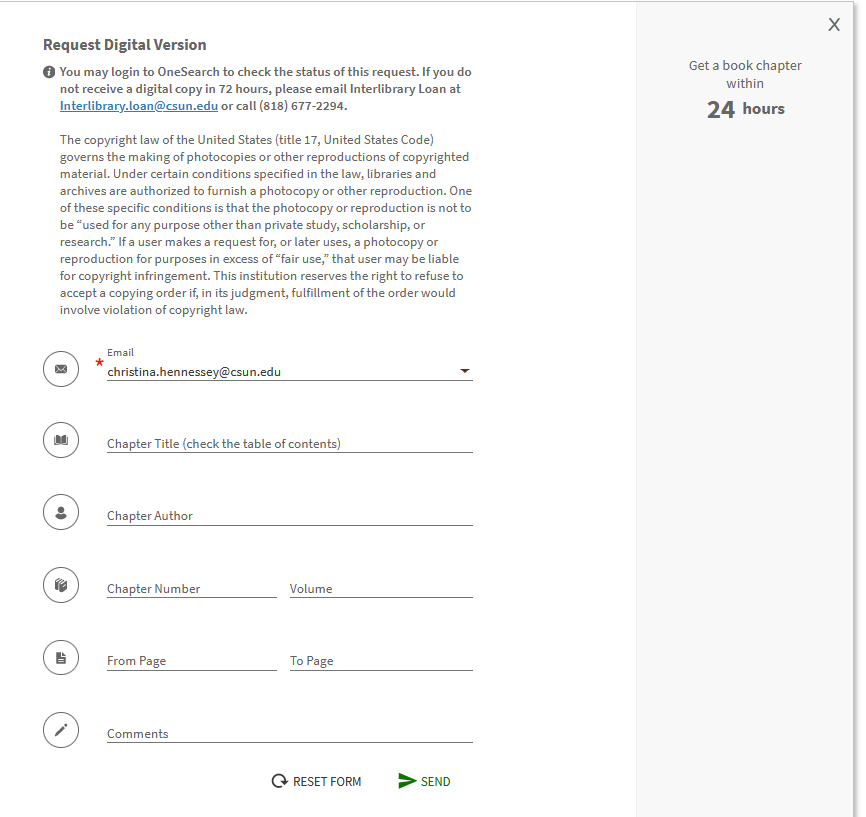 X
Request Digital Version
You may login to OneSearch to check the status of this request. If you do
not receive a digital copy in 72 hours, please email Interlibrary Loan at
Interlibrary.loan@csun.edu or call (818) 677-2294.
The copyright law of the United States (title 17, United States Code)
governs the making of photocopies or other reproductions of copyrighted
material. Under certain conditions specified in the law, libraries and
archives are authorized to furnish a photocopy or other reproduction. One
of these specific conditions is that the photocopy or reproduction is not to
be “used for any purpose other than private study, scholarship, or
research.” If a user makes a request for, or later uses, a photocopy or
reproduction for purposes in excess of “fair use,” that user may be liable
for copyright infringement. This institution reserves the right to refuse to
accept a copying order if, in its judgment, fulfillment of the order would
involve violation of copyright law.
* Email
christina.hennessey@csun.edu
Chapter Title (check the table of contents)
Chapter Author
Chapter Number Volume
From Page To Page
Comments
RESET FORM SEND
Get a book chapter
within
24 hours